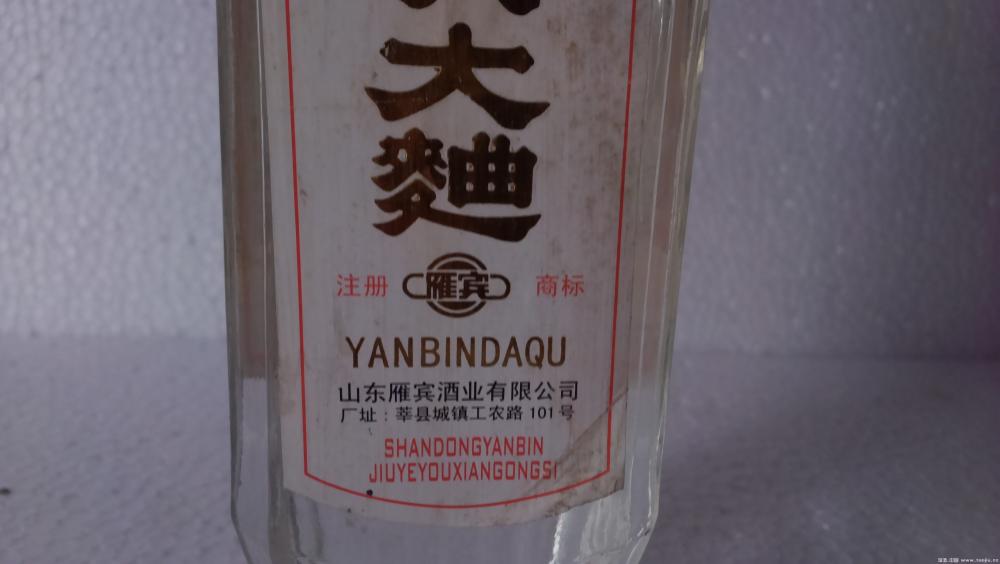 大
麯
注册 雁宾 商标
YANBINDAQU
山东雁宾酒业有限公司
厂址：莘县城镇工农路 101号
SHANDONGYANBIN
JIUYEYOUXIANGONGSI